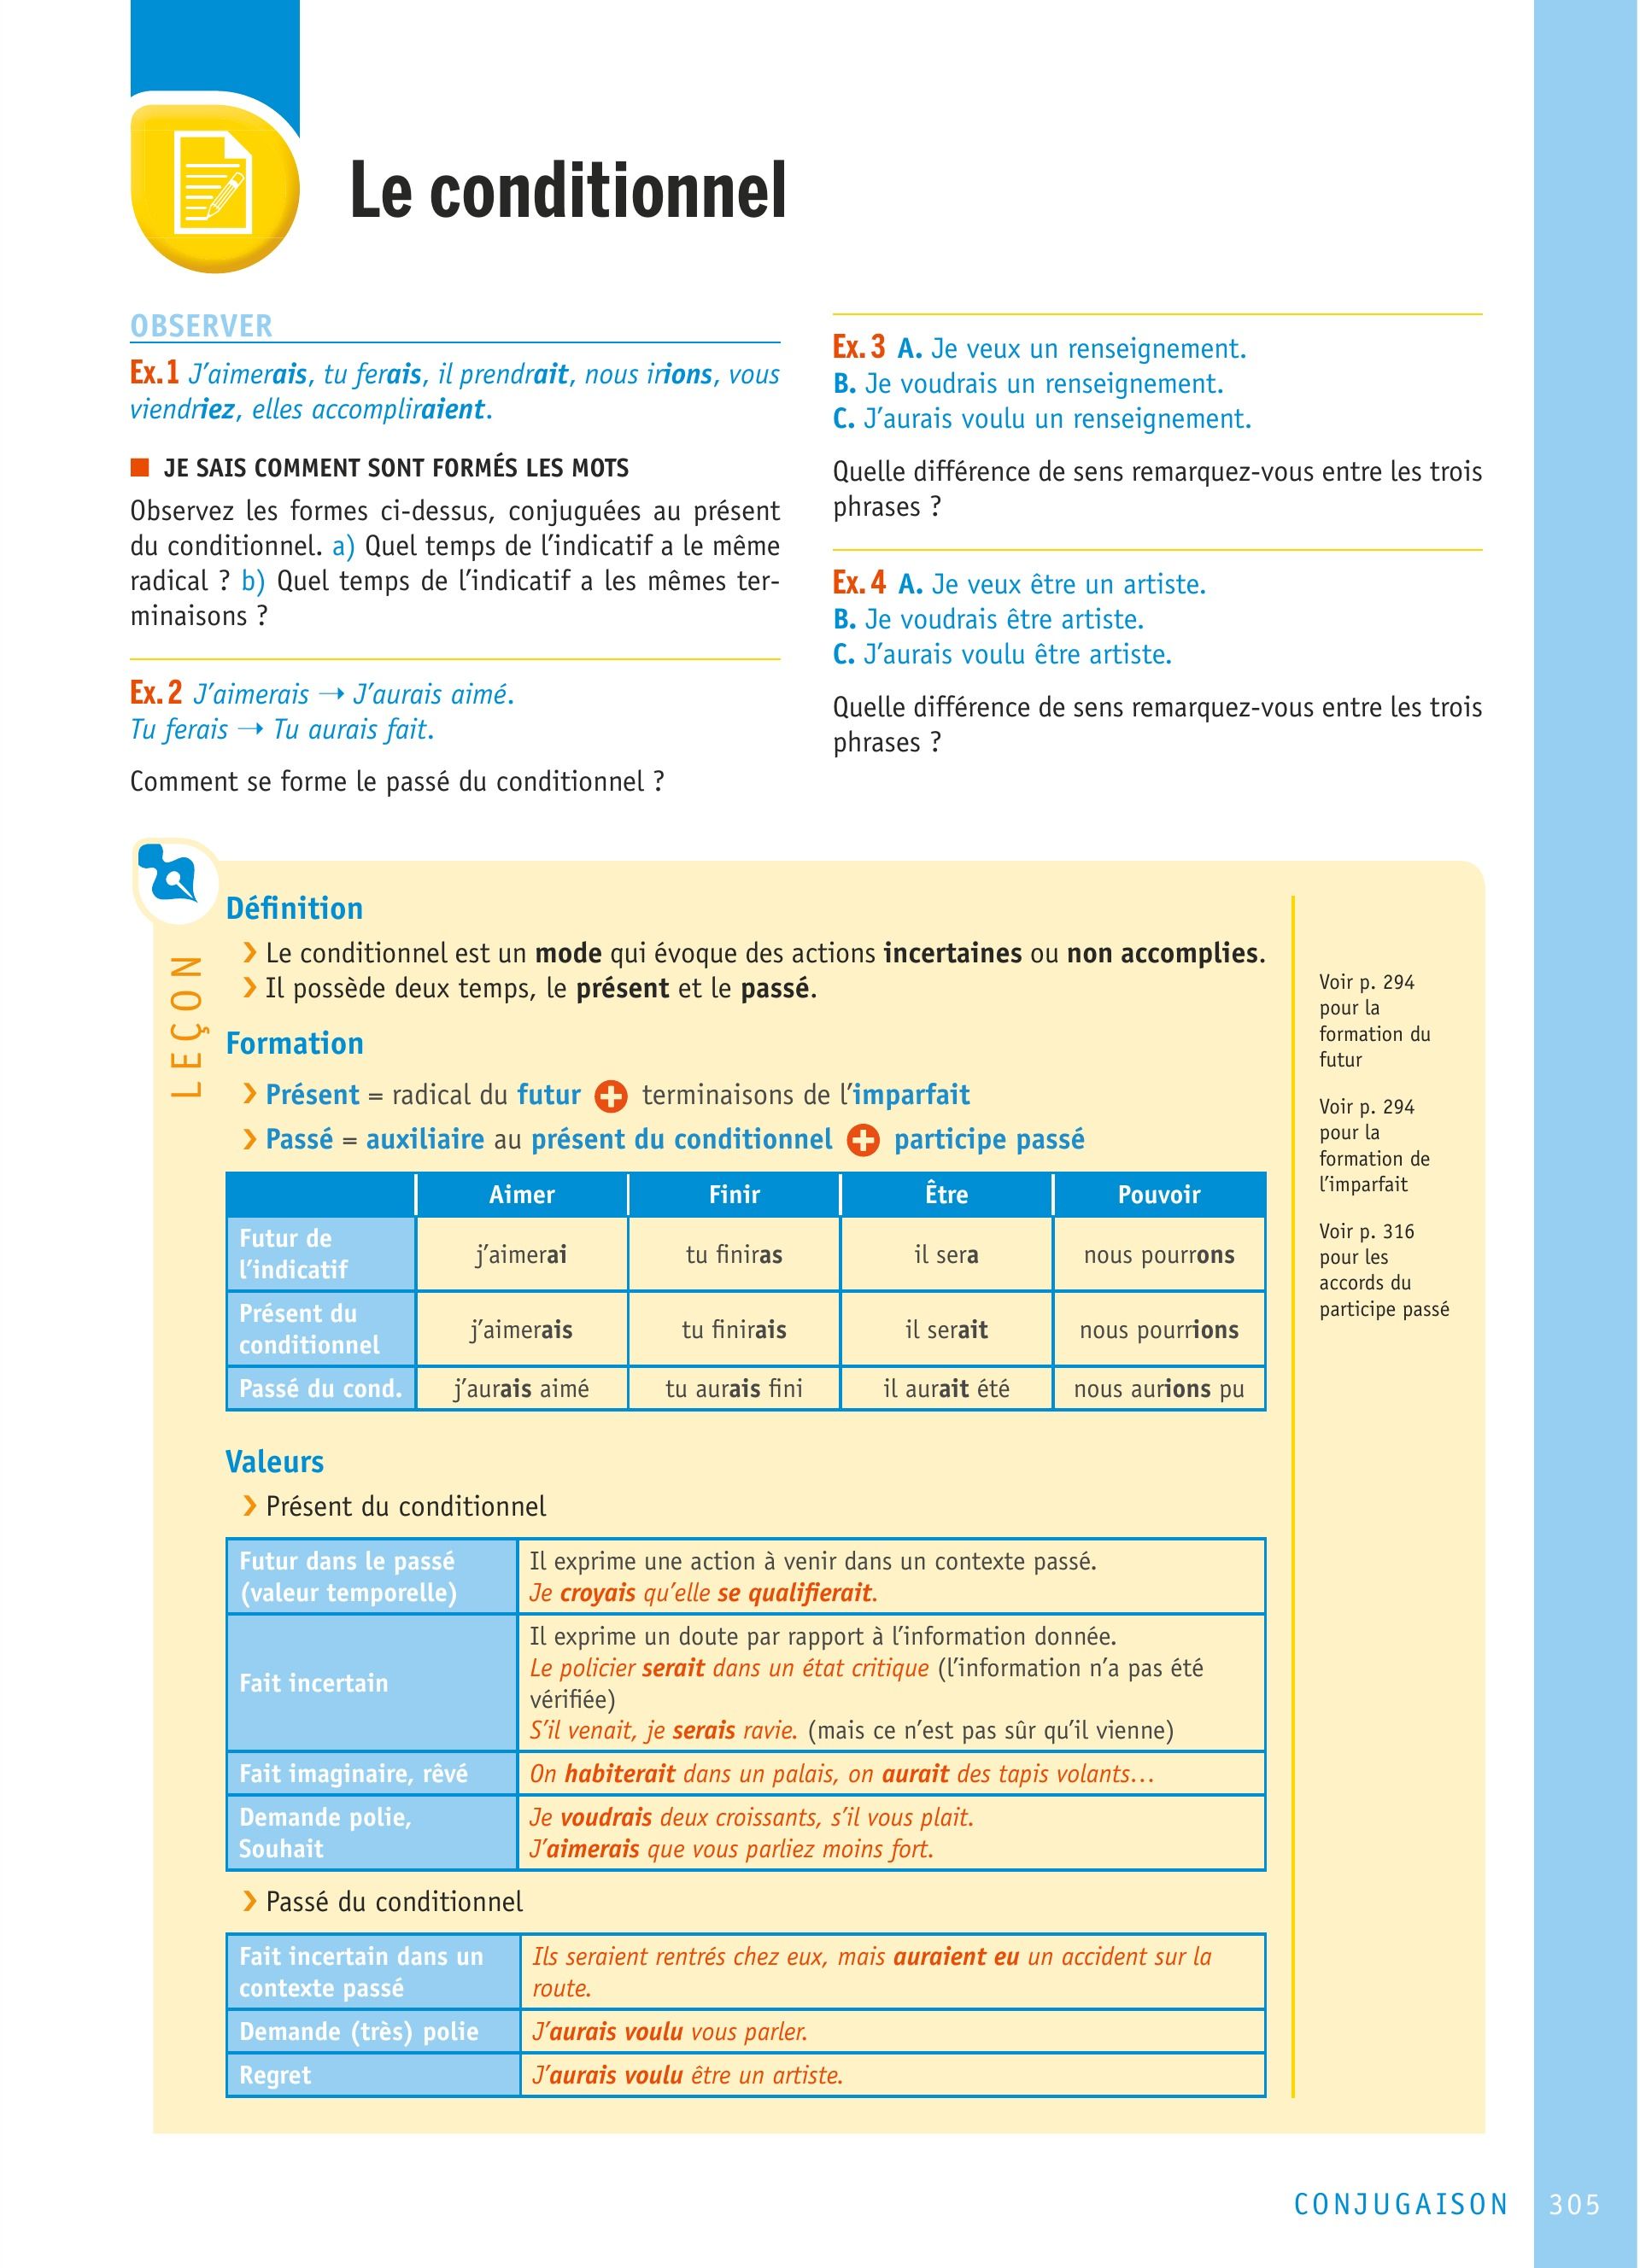 Le conditionnel
OBSERVER
Ex. 1 J’aimerais, tu ferais, il prendrait, nous irions, vous
viendriez, elles accompliraient.
■ JE SAIS COMMENT SONT FORMÉS LES MOTS
Observez les formes ci-dessus, conjuguées au présent
du conditionnel. a) Quel temps de l’indicatif a le même
radical ? b) Quel temps de l’indicatif a les mêmes ter-
minaisons ?
Ex. 2 J’aimerais → J’aurais aimé.
Tu ferais → Tu aurais fait.
Comment se forme le passé du conditionnel ?
Ex. 3 A. Je veux un renseignement.
B. Je voudrais un renseignement.
C. J’aurais voulu un renseignement.
Quelle différence de sens remarquez-vous entre les trois
phrases ?
Ex. 4 A. Je veux être un artiste.
B. Je voudrais être artiste.
C. J’aurais voulu être artiste.
Quelle différence de sens remarquez-vous entre les trois
phrases ?
LEÇON
Définition
❯ Le conditionnel est un mode qui évoque des actions incertaines ou non accomplies.
❯ Il possède deux temps, le présent et le passé.
Formation
❯ Présent = radical du futur + terminaisons de l’imparfait
❯ Passé = auxiliaire au présent du conditionnel + participe passé
Aimer Finir Être Pouvoir
Futur de
l’indicatif
j’aimerai tu finiras il sera nous pourrons
Présent du
conditionnel
j’aimerais tu finirais il serait nous pourrions
Passé du cond. j’aurais aimé tu aurais fini il aurait été nous aurions pu
Valeurs
❯ Présent du conditionnel
Futur dans le passé
(valeur temporelle)
Il exprime une action à venir dans un contexte passé.
Je croyais qu’elle se qualifierait.
Fait incertain
Il exprime un doute par rapport à l’information donnée.
Le policier serait dans un état critique (l’information n’a pas été
vérifiée)
S’il venait, je serais ravie. (mais ce n’est pas sûr qu’il vienne)
Fait imaginaire, rêvé
On habiterait dans un palais, on aurait des tapis volants…
Demande polie,
Souhait
Je voudrais deux croissants, s’il vous plait.
J’aimerais que vous parliez moins fort.
❯ Passé du conditionnel
Fait incertain dans un
contexte passé
Ils seraient rentrés chez eux, mais auraient eu un accident sur la
route.
Demande (très) polie
J’aurais voulu vous parler.
Regret
J’aurais voulu être un artiste.
Voir p. 294
pour la
formation du
futur
Voir p. 294
pour la
formation de
l’imparfait
Voir p. 316
pour les
accords du
participe passé
CONJUGAISON 305